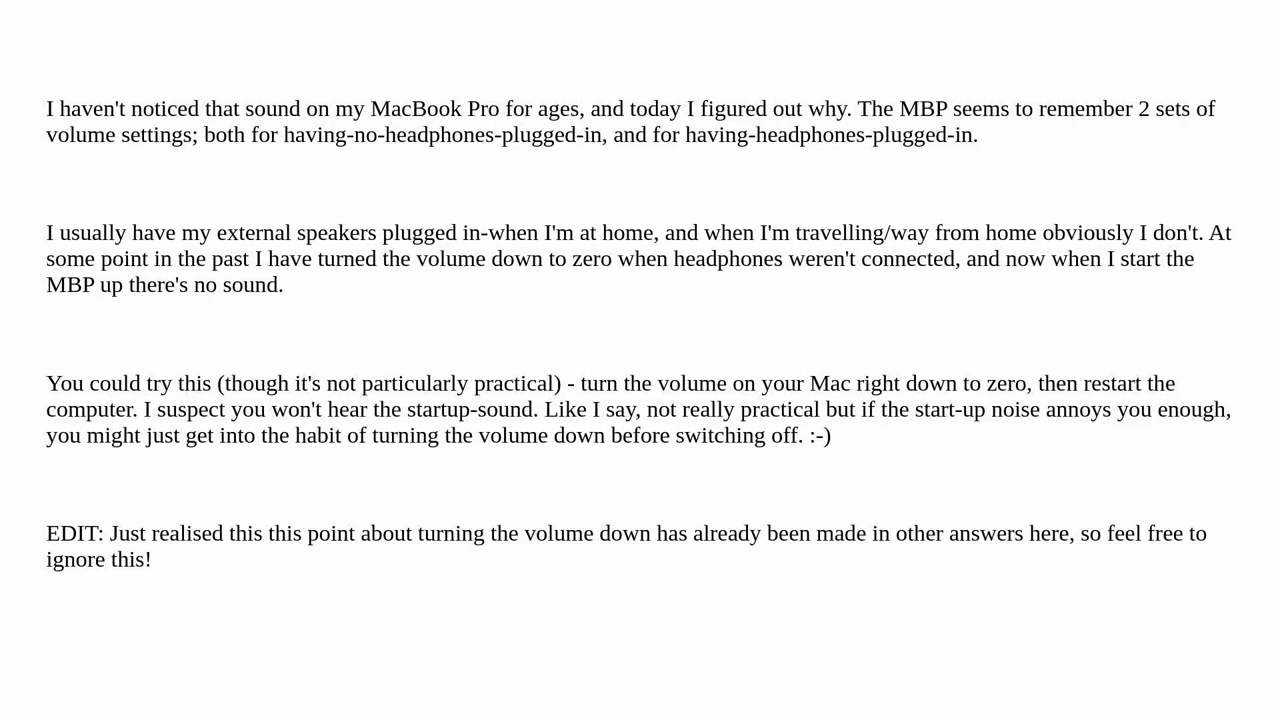 I haven't noticed that sound on my MacBook Pro for ages, and today I figured out why. The MBP seems to remember 2 sets of
volume settings; both for having-no-headphones-plugged-in, and for having-headphones-plugged-in.
I usually have my external speakers plugged in-when I'm at home, and when I'm travelling/way from home obviously I don't. At
some point in the past I have turned the volume down to zero when headphones weren't connected, and now when I start the
MBP up there's no sound.
You could try this (though it's not particularly practical) - turn the volume on your Mac right down to zero, then restart the
computer. I suspect you won't hear the startup-sound. Like I say, not really practical but if the start-up noise annoys you enough,
you might just get into the habit of turning the volume down before switching off. :-)
EDIT: Just realised this this point about turning the volume down has already been made in other answers here, so feel free to
ignore this!